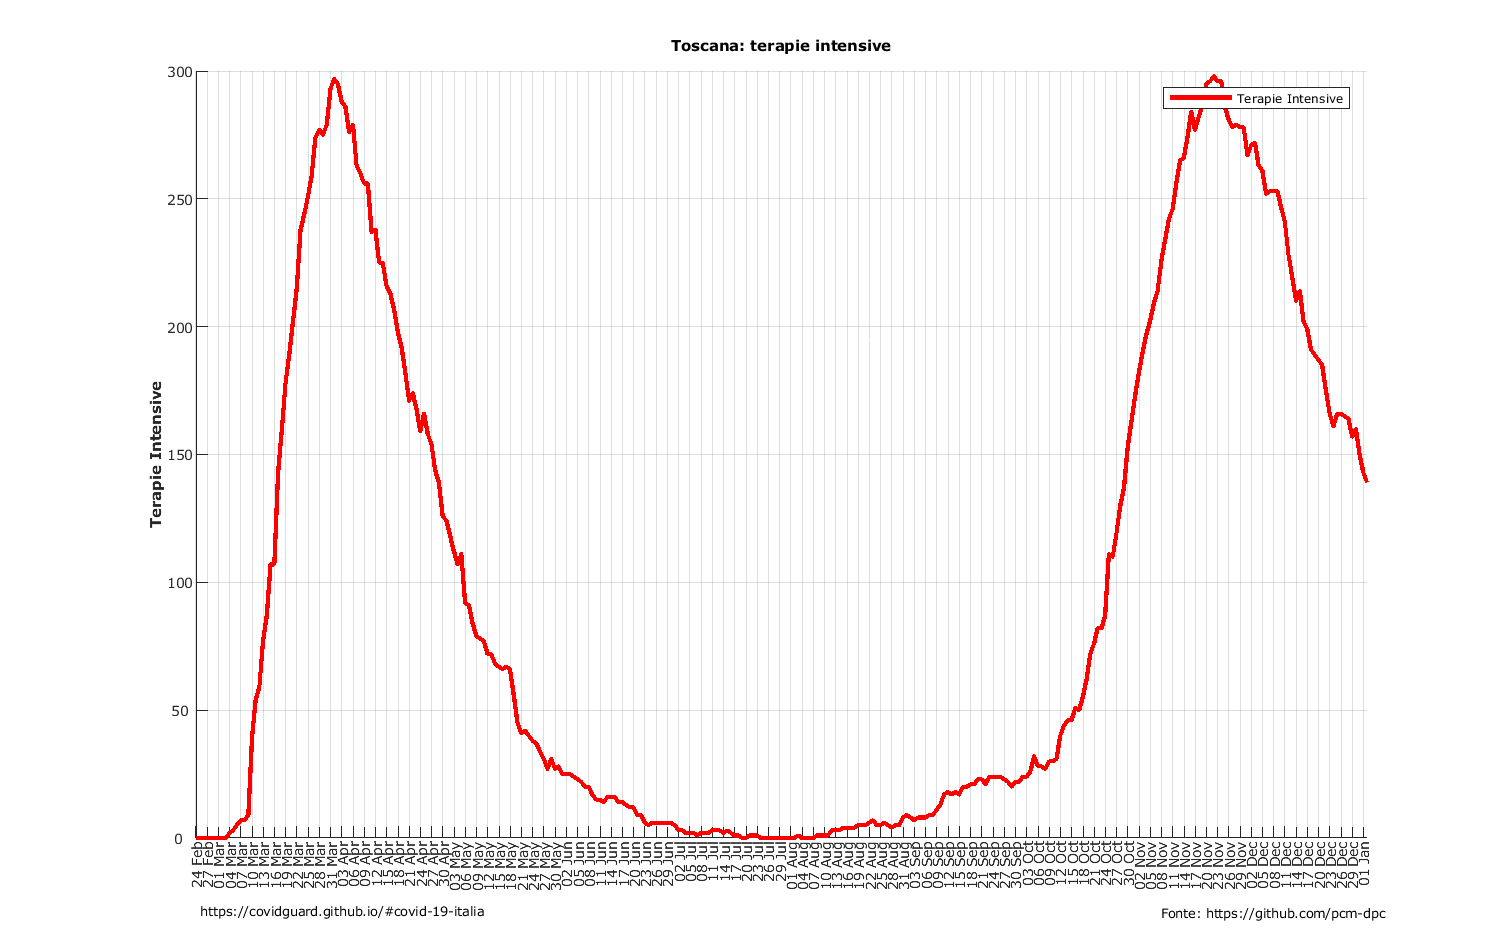 Toscana: terapie intensive
300
250
200
150
100
50
0
Terapie Intensive
Terapie Intensive
24 Feb
27 Feb
01 Mar
04 Mar
07 Mar
10 Mar
13 Mar
16 Mar
19 Mar
22 Mar
25 Mar
28 Mar
31 Mar
03 Apr
06 Apr
09 Apr
12 Apr
15 Apr
18 Apr
21 Apr
24 Apr
27 Apr
30 Apr
03 May
06 May
09 May
12 May
15 May
18 May
21 May
24 May
27 May
30 May
02 Jun
05 Jun
08 Jun
11 Jun
14 Jun
17 Jun
20 Jun
23 Jun
26 Jun
29 Jun
02 Jul
05 Jul
08 Jul
11 Jul
14 Jul
17 Jul
20 Jul
23 Jul
26 Jul
29 Jul
01 Aug
04 Aug
07 Aug
10 Aug
13 Aug
16 Aug
19 Aug
22 Aug
25 Aug
28 Aug
31 Aug
03 Sep
06 Sep
09 Sep
12 Sep
15 Sep
18 Sep
21 Sep
24 Sep
27 Sep
30 Sep
03 Oct
06 Oct
09 Oct
12 Oct
15 Oct
18 Oct
21 Oct
24 Oct
27 Oct
30 Oct
02 Nov
05 Nov
08 Nov
11 Nov
14 Nov
17 Nov
20 Nov
23 Nov
26 Nov
29 Nov
02 Dec
05 Dec
08 Dec
11 Dec
14 Dec
17 Dec
20 Dec
23 Dec
26 Dec
29 Dec
01 Jan
https://covidguard.github.io/#covid-19-italia
Fonte: https://github.com/pcm-dpc